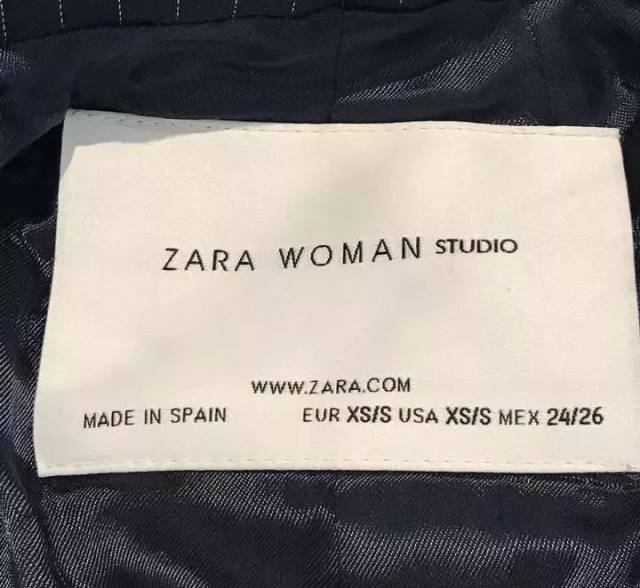 ZARA WOMAN STUDIO
WWW.ZARA.COM
MADE IN SPAIN EUR XS/S USA XS/S MEX 24/26